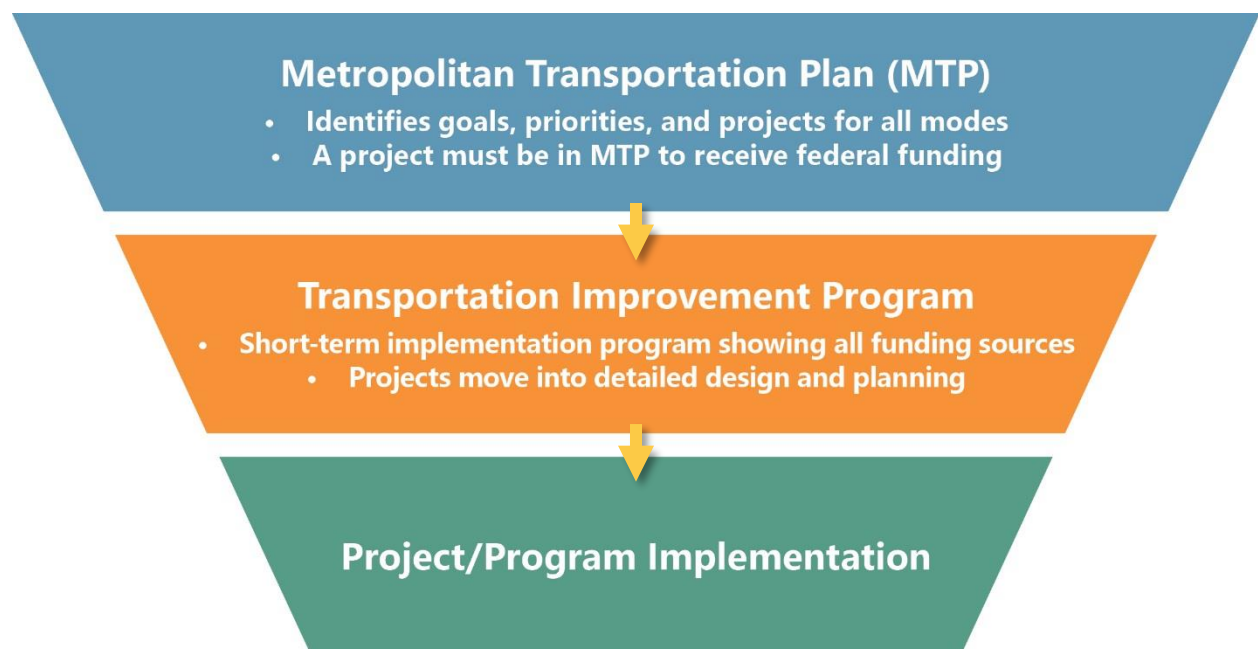 Metropolitan Transportation Plan (MTP)
• Identifies goals, priorities, and projects for all modes
• A project must be in MTP to receive federal funding
Transportation Improvement Program
• Short-term implementation program showing all funding sources
• Projects move into detailed design and planning
Project/Program Implementation